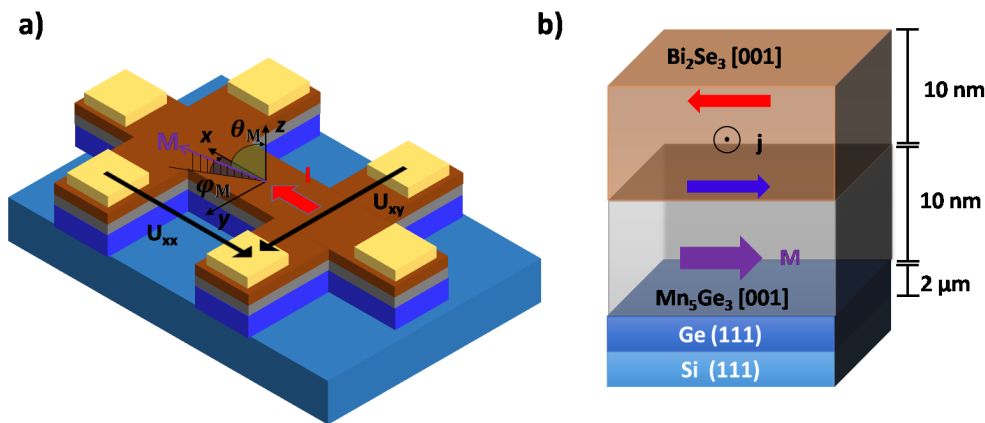 a)
M
x
θM
z
φM
y
I
Uxx
Uxy
b)
Bi2Se3 [001]
j
M
Mn5Ge3 [001]
Ge (111)
Si (111)
10 nm
10 nm
2 μm